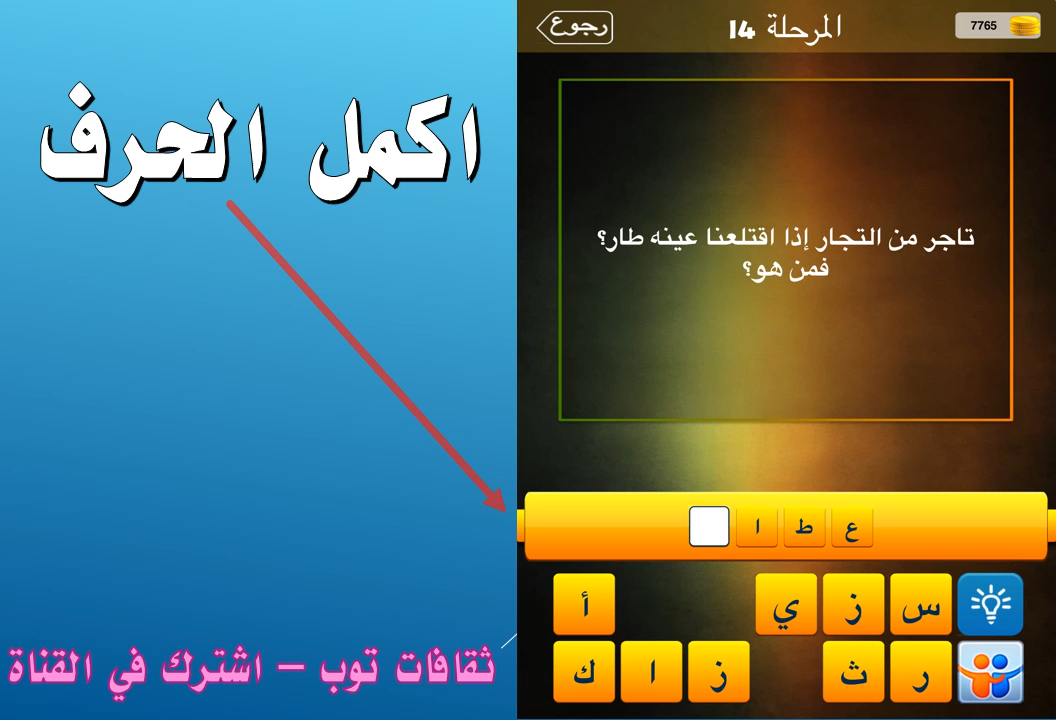 اكمل الحرف
ثقافات توب – اشترك في القناة
رجوع
المرحلة 14
7765
تاجر من التجار إذا اقتلعنا عينه طار؟
فمن هو؟
ع ط ا
س ز ي أ
ر ث ز ا ك